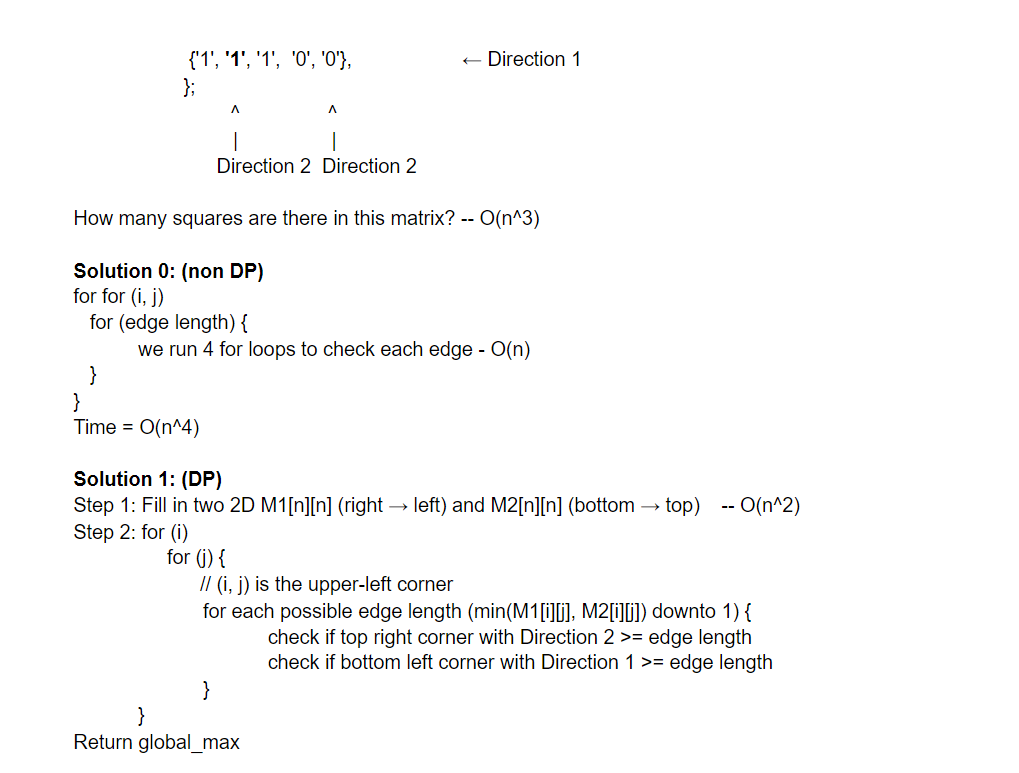 {'1', '1', '1', '0', '0'}, ← Direction 1
};
^ ^
| |
Direction 2 Direction 2
How many squares are there in this matrix? -- O(n^3)
Solution 0: (non DP)
for for (i, j)
for (edge length) {
we run 4 for loops to check each edge - O(n)
}
}
Time = O(n^4)
Solution 1: (DP)
Step 1: Fill in two 2D M1[n][n] (right → left) and M2[n][n] (bottom → top) -- O(n^2)
Step 2: for (i)
for (j) {
// (i, j) is the upper-left corner
for each possible edge length (min(M1[i][j], M2[i][j]) downto 1) {
check if top right corner with Direction 2 >= edge length
check if bottom left corner with Direction 1 >= edge length
}
}
Return global_max